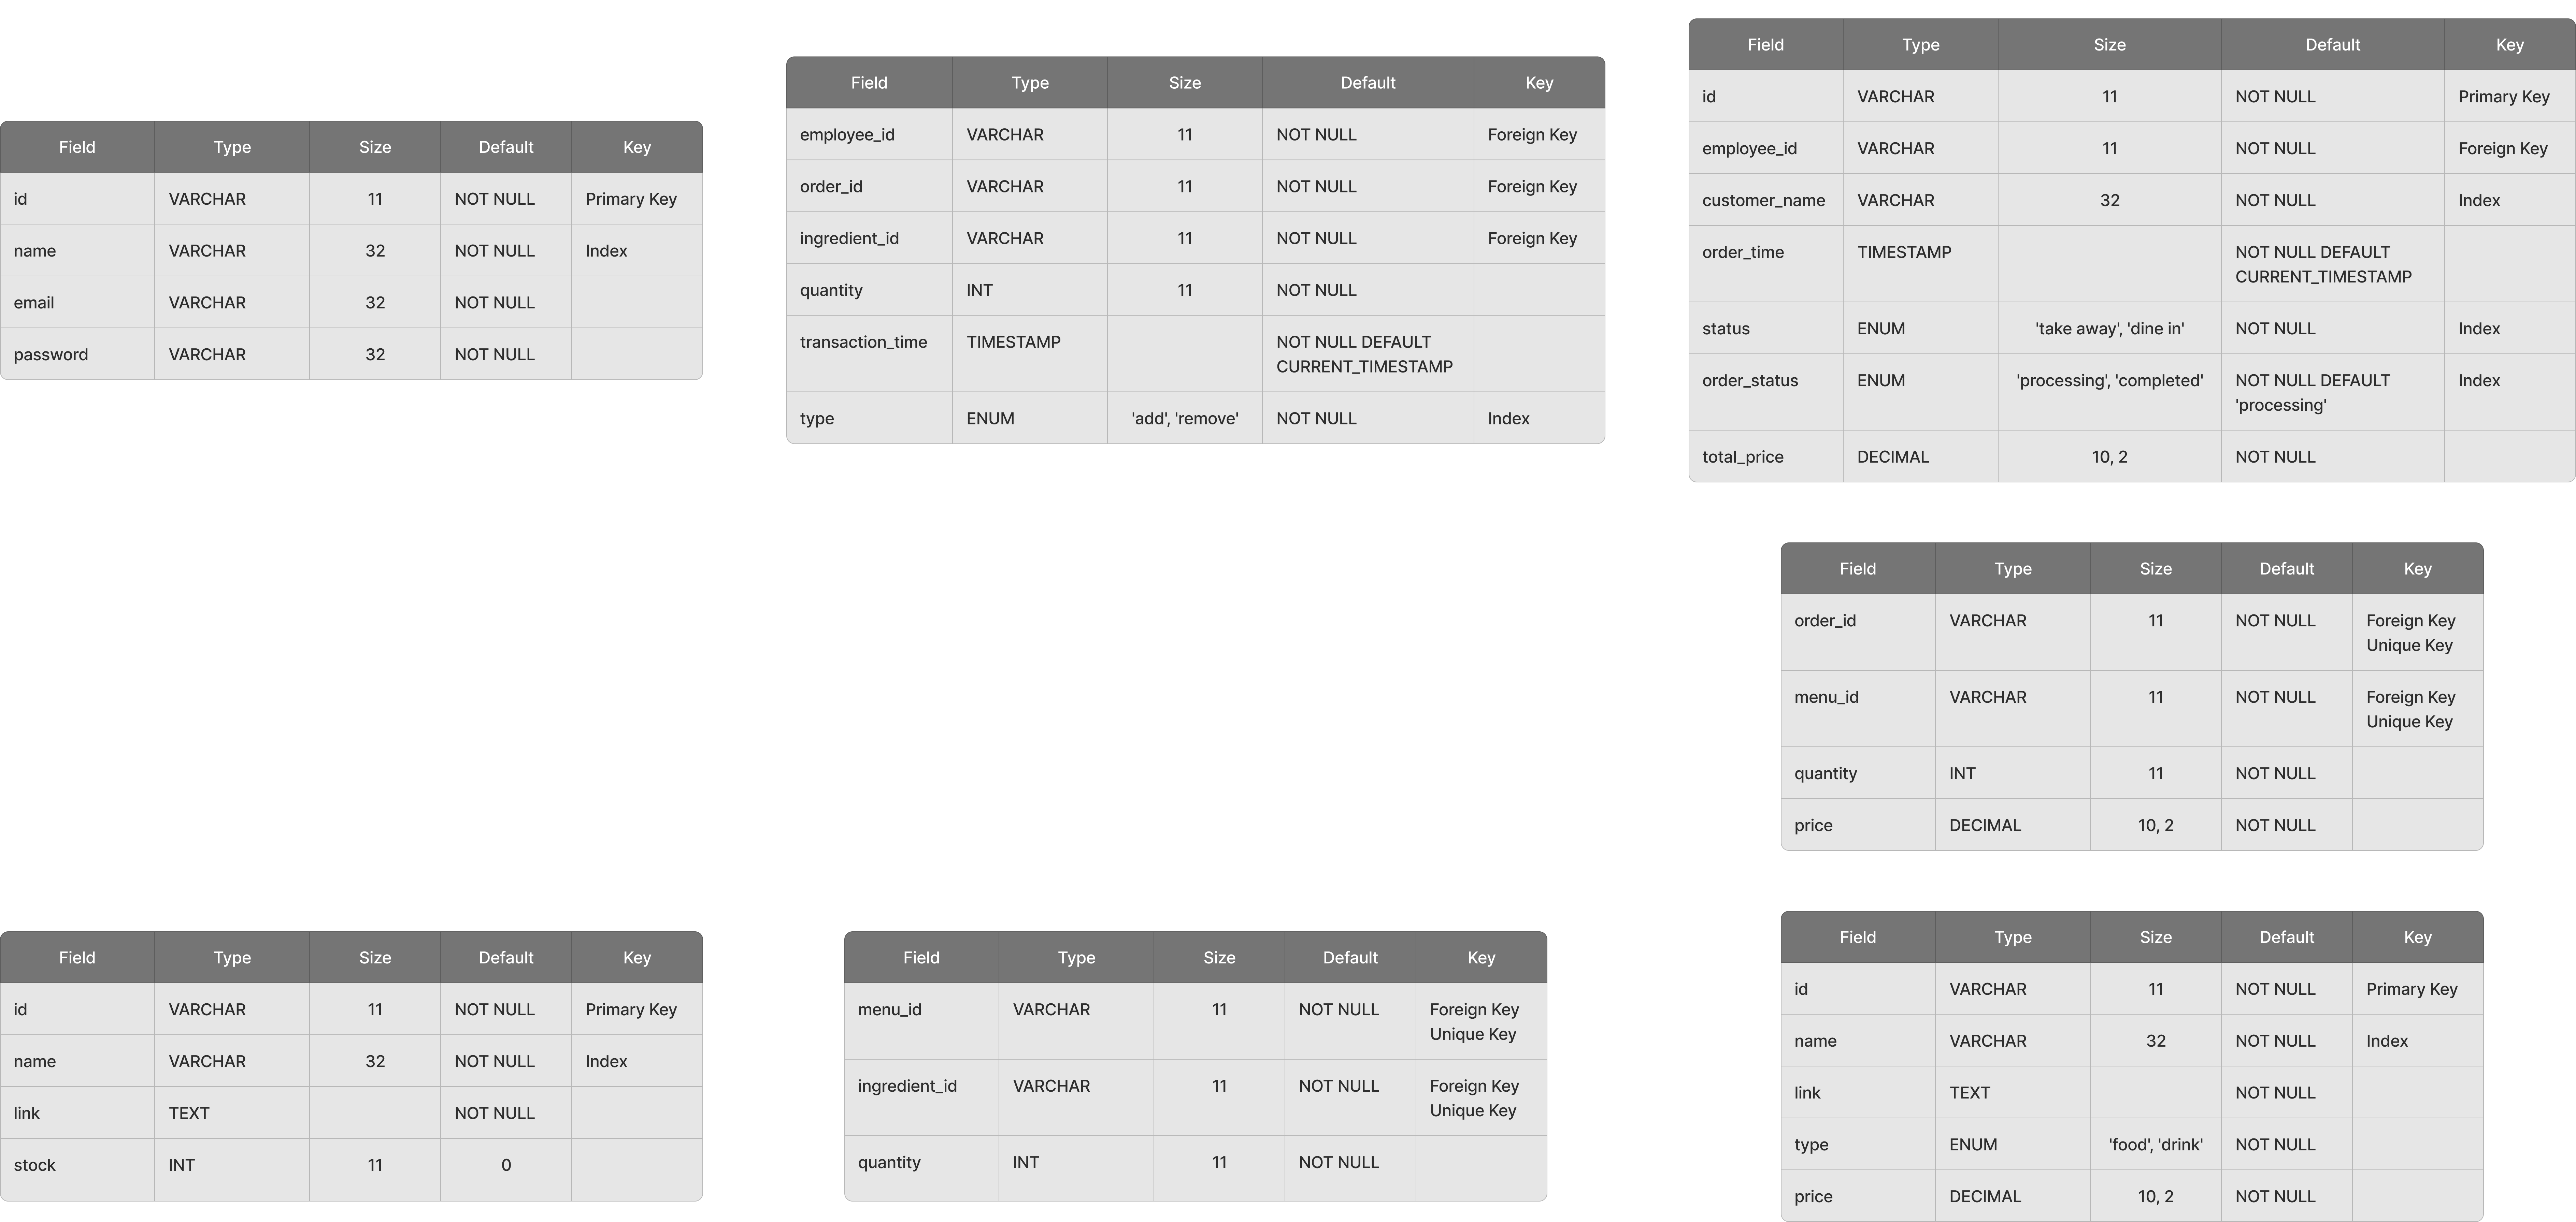 Field Type Size Default Key
id VARCHAR 11 NOT NULL Primary Key
name VARCHAR 32 NOT NULL Index
email VARCHAR 32 NOT NULL
password VARCHAR 32 NOT NULL
Field Type Size Default Key
employee_id VARCHAR 11 NOT NULL Foreign Key
order_id VARCHAR 11 NOT NULL Foreign Key
ingredient_id VARCHAR 11 NOT NULL Foreign Key
quantity INT 11 NOT NULL
transaction_time TIMESTAMP NOT NULL DEFAULT
CURRENT_TIMESTAMP
type ENUM 'add', 'remove' NOT NULL Index
Field Type Size Default Key
id VARCHAR 11 NOT NULL Primary Key
employee_id VARCHAR 11 NOT NULL Foreign Key
customer_name VARCHAR 32 NOT NULL Index
order_time TIMESTAMP NOT NULL DEFAULT
CURRENT_TIMESTAMP
status ENUM 'take away', 'dine in' NOT NULL Index
order_status ENUM 'processing', 'completed' NOT NULL DEFAULT Index
'processing'
total_price DECIMAL 10, 2 NOT NULL
Field Type Size Default Key
order_id VARCHAR 11 NOT NULL Foreign Key
Unique Key
menu_id VARCHAR 11 NOT NULL Foreign Key
Unique Key
quantity INT 11 NOT NULL
price DECIMAL 10, 2 NOT NULL
Field Type Size Default Key
id VARCHAR 11 NOT NULL Primary Key
name VARCHAR 32 NOT NULL Index
link TEXT NOT NULL
stock INT 11 0
Field Type Size Default Key
menu_id VARCHAR 11 NOT NULL Foreign Key
Unique Key
ingredient_id VARCHAR 11 NOT NULL Foreign Key
Unique Key
quantity INT 11 NOT NULL
Field Type Size Default Key
id VARCHAR 11 NOT NULL Primary Key
name VARCHAR 32 NOT NULL Index
link TEXT NOT NULL
type ENUM 'food', 'drink' NOT NULL
price DECIMAL 10, 2 NOT NULL